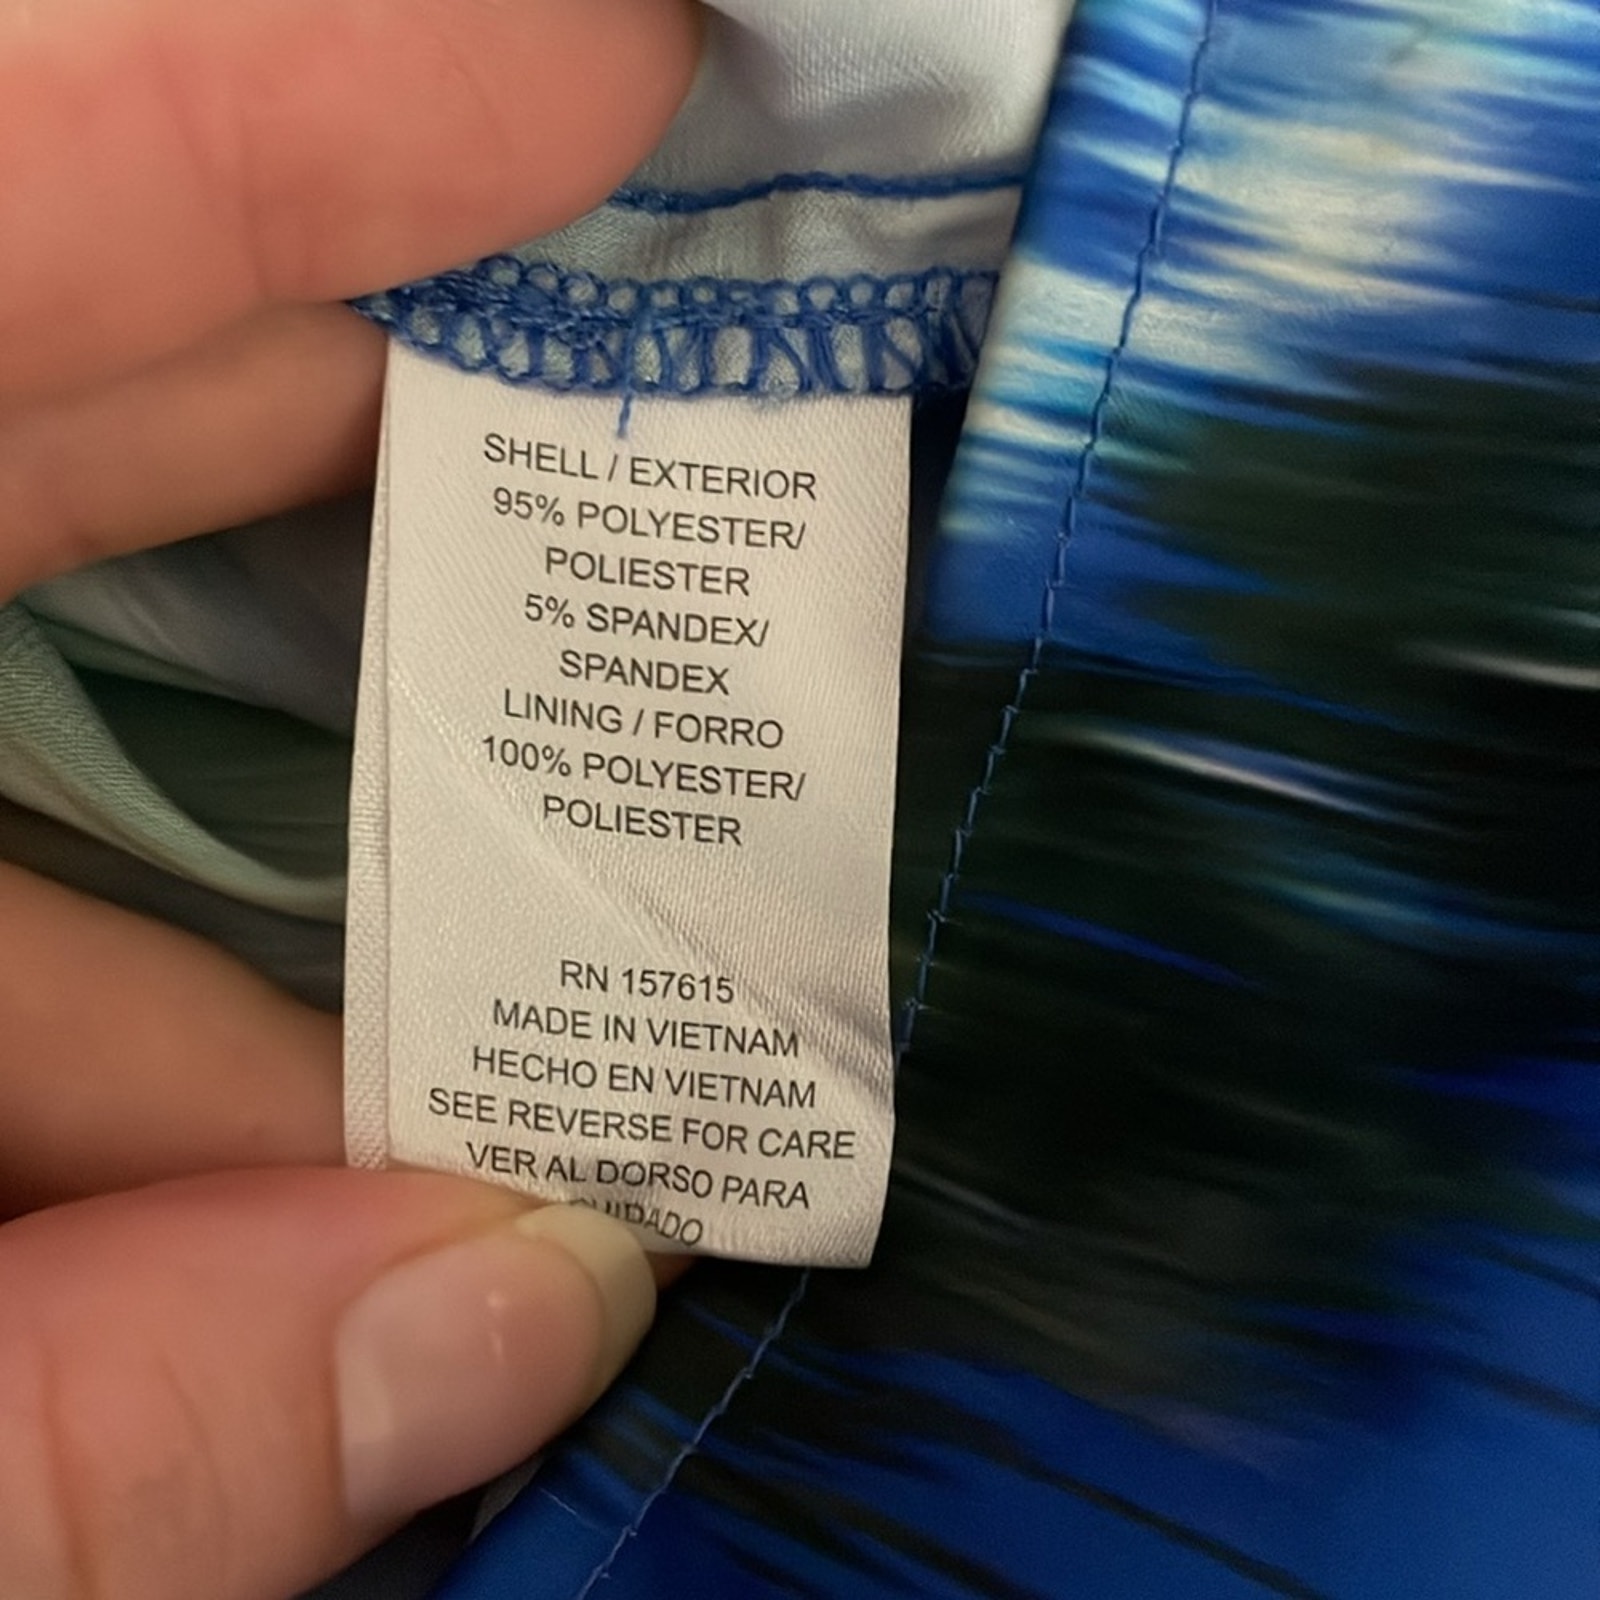 SHELL / EXTERIOR
95% POLYESTER/
POLIESTER
5% SPANDEX/
SPANDEX
LINING / FORRO
100% POLYESTER/
POLIESTER
RN 157615
MADE IN VIETNAM
HECHO EN VIETNAM
SEE REVERSE FOR CARE
VER AL DORSO PARA
CUIDADO